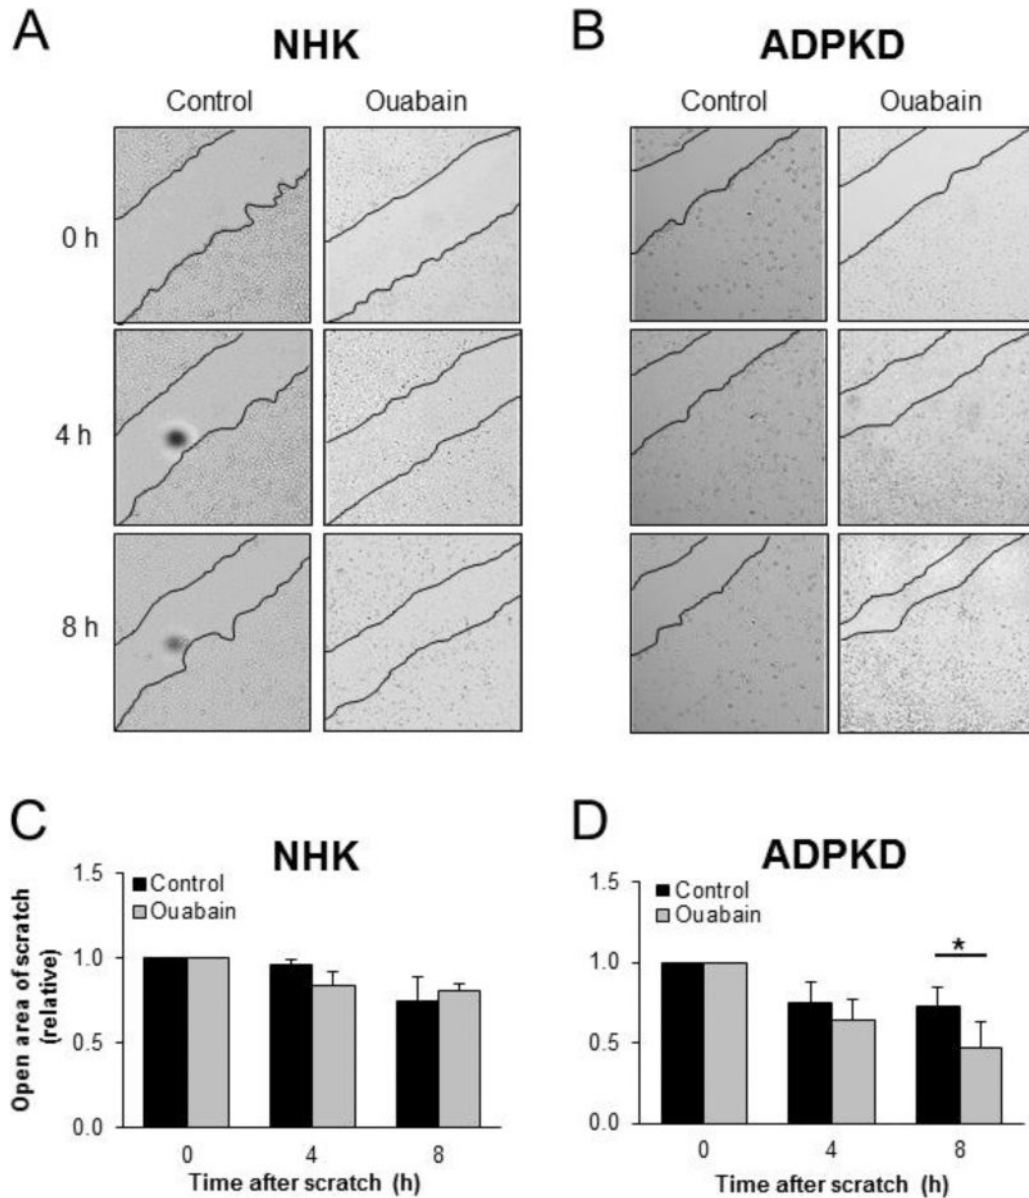 A
NHK
Control Ouabain
0 h
4 h
8 h
B
ADPKD
Control Ouabain
C
NHK
Control
Ouabain
Open area of scratch
(relative)
1.5
1.0
0.5
0.0
0 4 8
Time after scratch (h)
D
ADPKD
Control
Ouabain
*
1.5
1.0
0.5
0.0
0 4 8
Time after scratch (h)